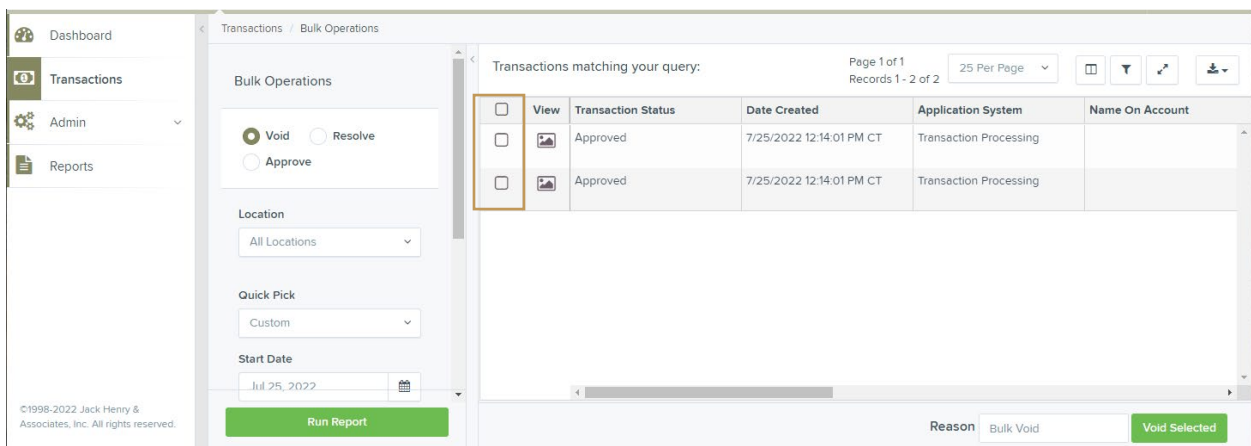 Dashboard
Transactions
Admin
Reports
©1998-2022 Jack Henry &
Associates, Inc. All rights reserved.
Transactions / Bulk Operations
Bulk Operations
Void Resolve
Approve
Location
All Locations
Quick Pick
Custom
Start Date
Jul 25, 2022
Run Report
Transactions matching your query:
Page 1 of 1
Records 1 - 2 of 2
25 Per Page
View Transaction Status Date Created Application System Name On Account
Approved 7/25/2022 12:14:01 PM CT Transaction Processing
Approved 7/25/2022 12:14:01 PM CT Transaction Processing
Reason Bulk Void Void Selected